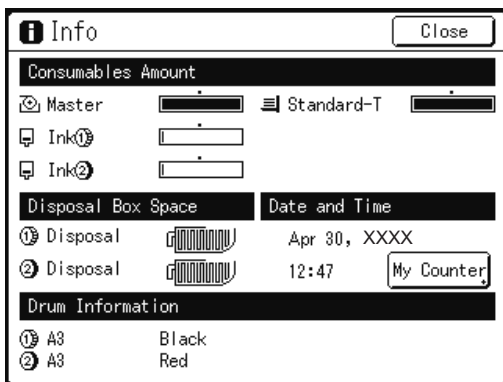 Info Close
Consumables Amount
Master Standard-T
Ink①
Ink②
Disposal Box Space Date and Time
① Disposal Apr 30, XXXX
② Disposal 12:47 My Counter
Drum Information
① A3 Black
② A3 Red